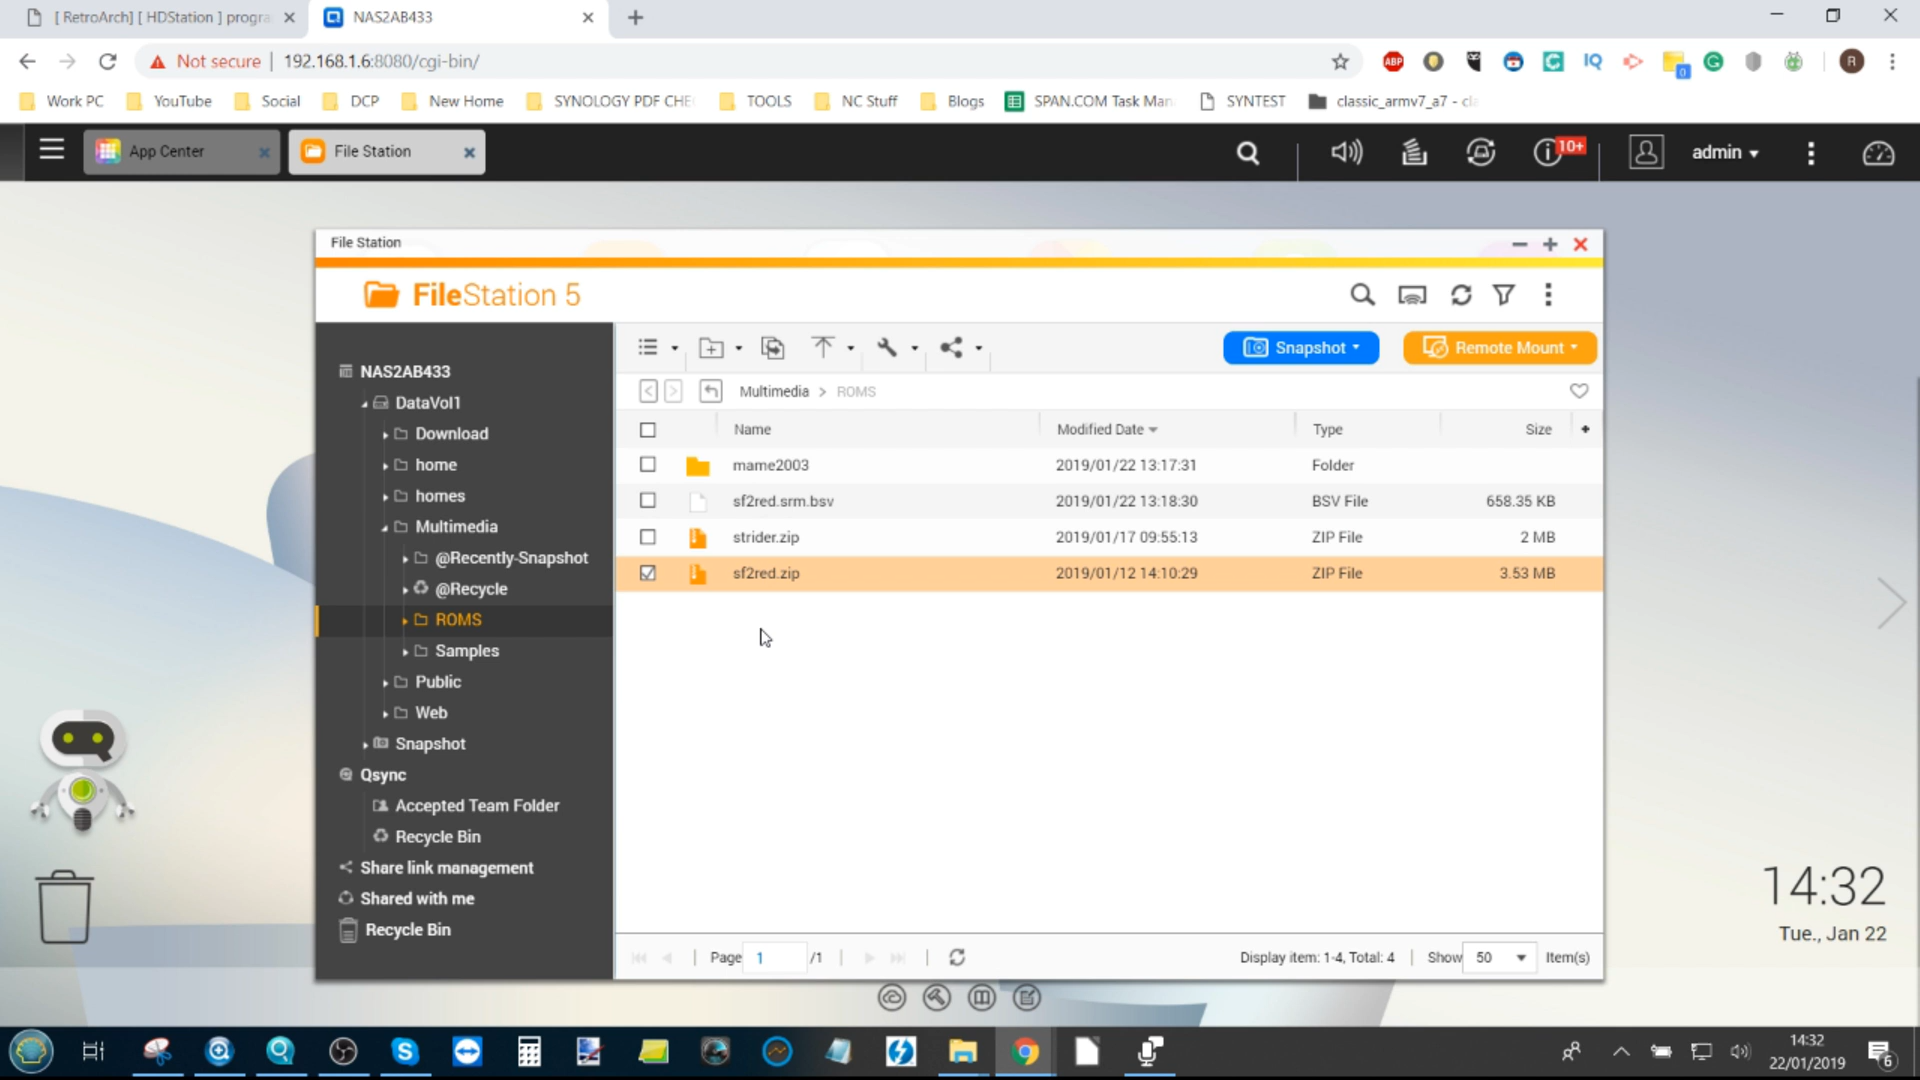 [ RetroArch] [ HDStation ] progra
NAS2AB433
Not secure | 192.168.1.6:8080/cgi-bin/
ABP
IQ
0
R
Work PC
YouTube
Social
DCP
New Home
SYNOLOGY PDF CHE
TOOLS
NC Stuff
Blogs
SPAN.COM Task Man
SYNTEST
classic_armv7_a7 - cla
App Center
File Station
10+
admin
File Station
FileStation 5
Snapshot
Remote Mount
NAS2AB433
DataVol1
Download
home
homes
Multimedia
@Recently-Snapshot
@Recycle
ROMS
Samples
Public
Web
Snapshot
Qsync
Accepted Team Folder
Recycle Bin
Share link management
Shared with me
Recycle Bin
Multimedia > ROMS
Name Modified Date Type Size
mame2003 2019/01/22 13:17:31 Folder
sf2red.srm.bsv 2019/01/22 13:18:30 BSV File 658.35 KB
strider.zip 2019/01/17 09:55:13 ZIP File 2 MB
sf2red.zip 2019/01/12 14:10:29 ZIP File 3.53 MB
Page 1 /1
Display item: 1-4, Total: 4 | Show 50 Item(s)
14:32
Tue., Jan 22
14:32
22/01/2019
6